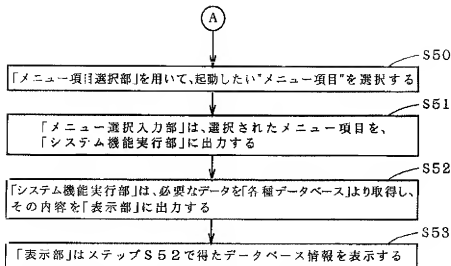 A
S50
「メニュー項目選択部」を用いて、起動したい"メニュー項目"を選択する
S51
「メニュー選択入力部」は、選択されたメニュー項目を、
「システム機能実行部」に出力する
S52
「システム機能実行部」は、必要なデータを「各種データベース」より取得し、
その内容を「表示部」に出力する
S53
「表示部」はステップS52で得たデータベース情報を表示する